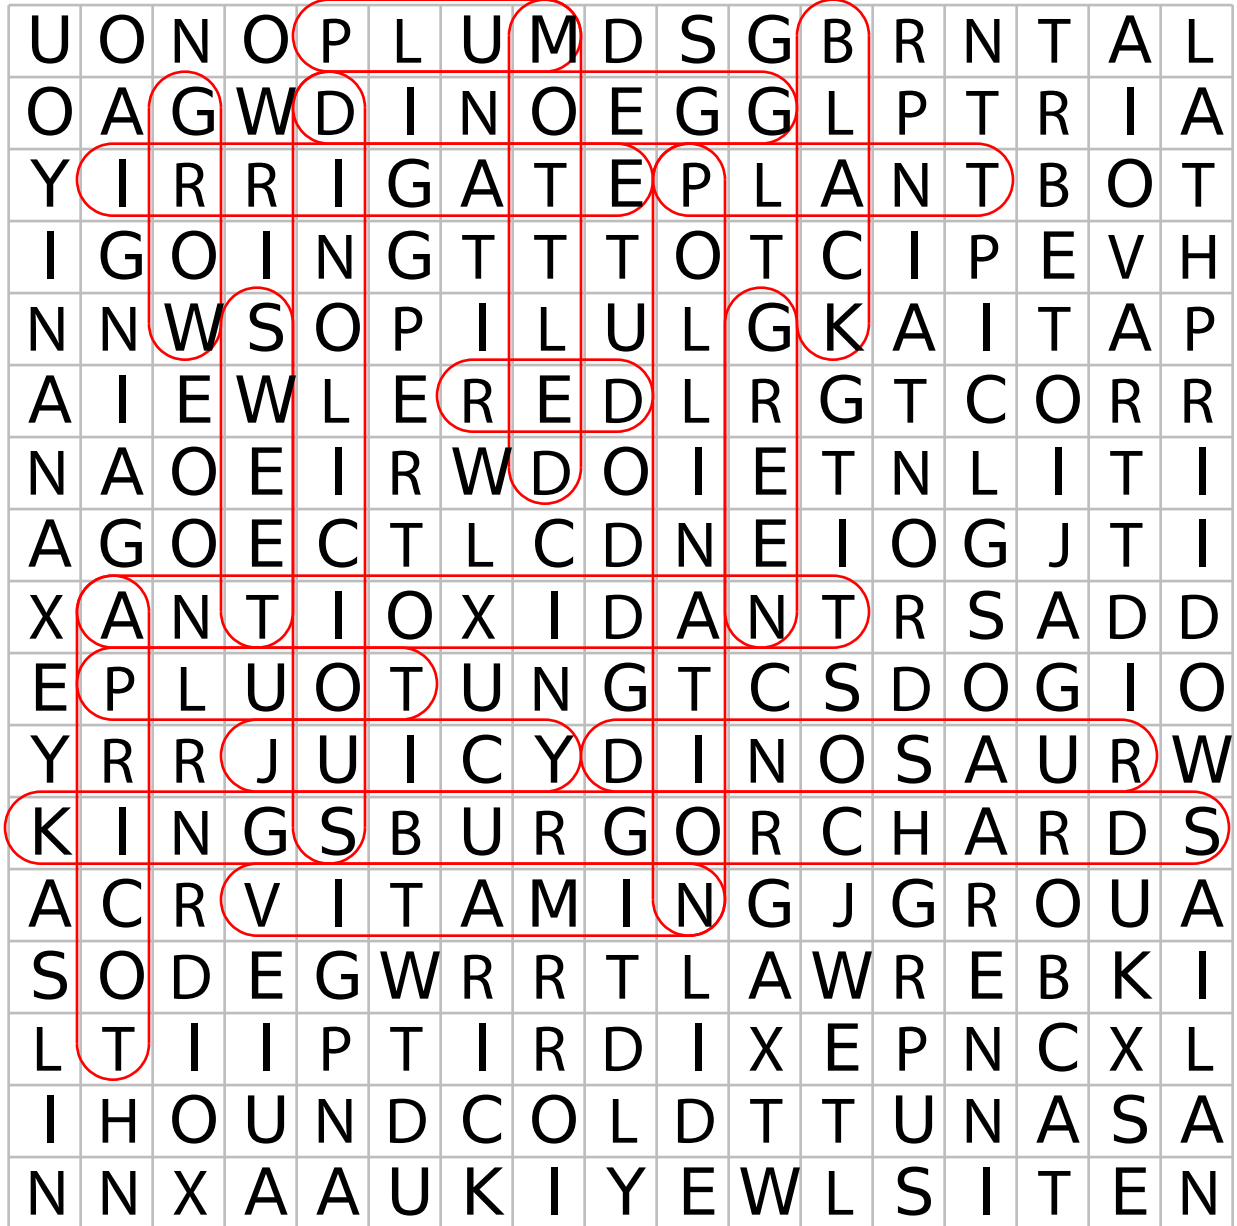 U O N O P L U M D S G B R N T A L
O A G W D I N O E G G L P T R I A
Y I R R I G A T E P L A N T B O T
I G O I N G T T T O T C I P E V H
N N W S O P I L U L G K A I T A P
A I E W L E R E D L R G T C O R R
N A O E I R W D O I E T N L I T I
A G O E C T L C D N E I O G J T I
X A N T I O X I D A N T R S A D D
E P L U O T U N G T C S D O G I O
Y R R J U I C Y D I N O S A U R W
K I N G S B U R G O R C H A R D S
A C R V I T A M I N G J G R O U A
S O D E G W R R T L A W R E B K I
L T I I P T I R D I X E P N C X L
I H O U N D C O L D T T U N A S A
N N X A A U K I Y E W L S I T E N